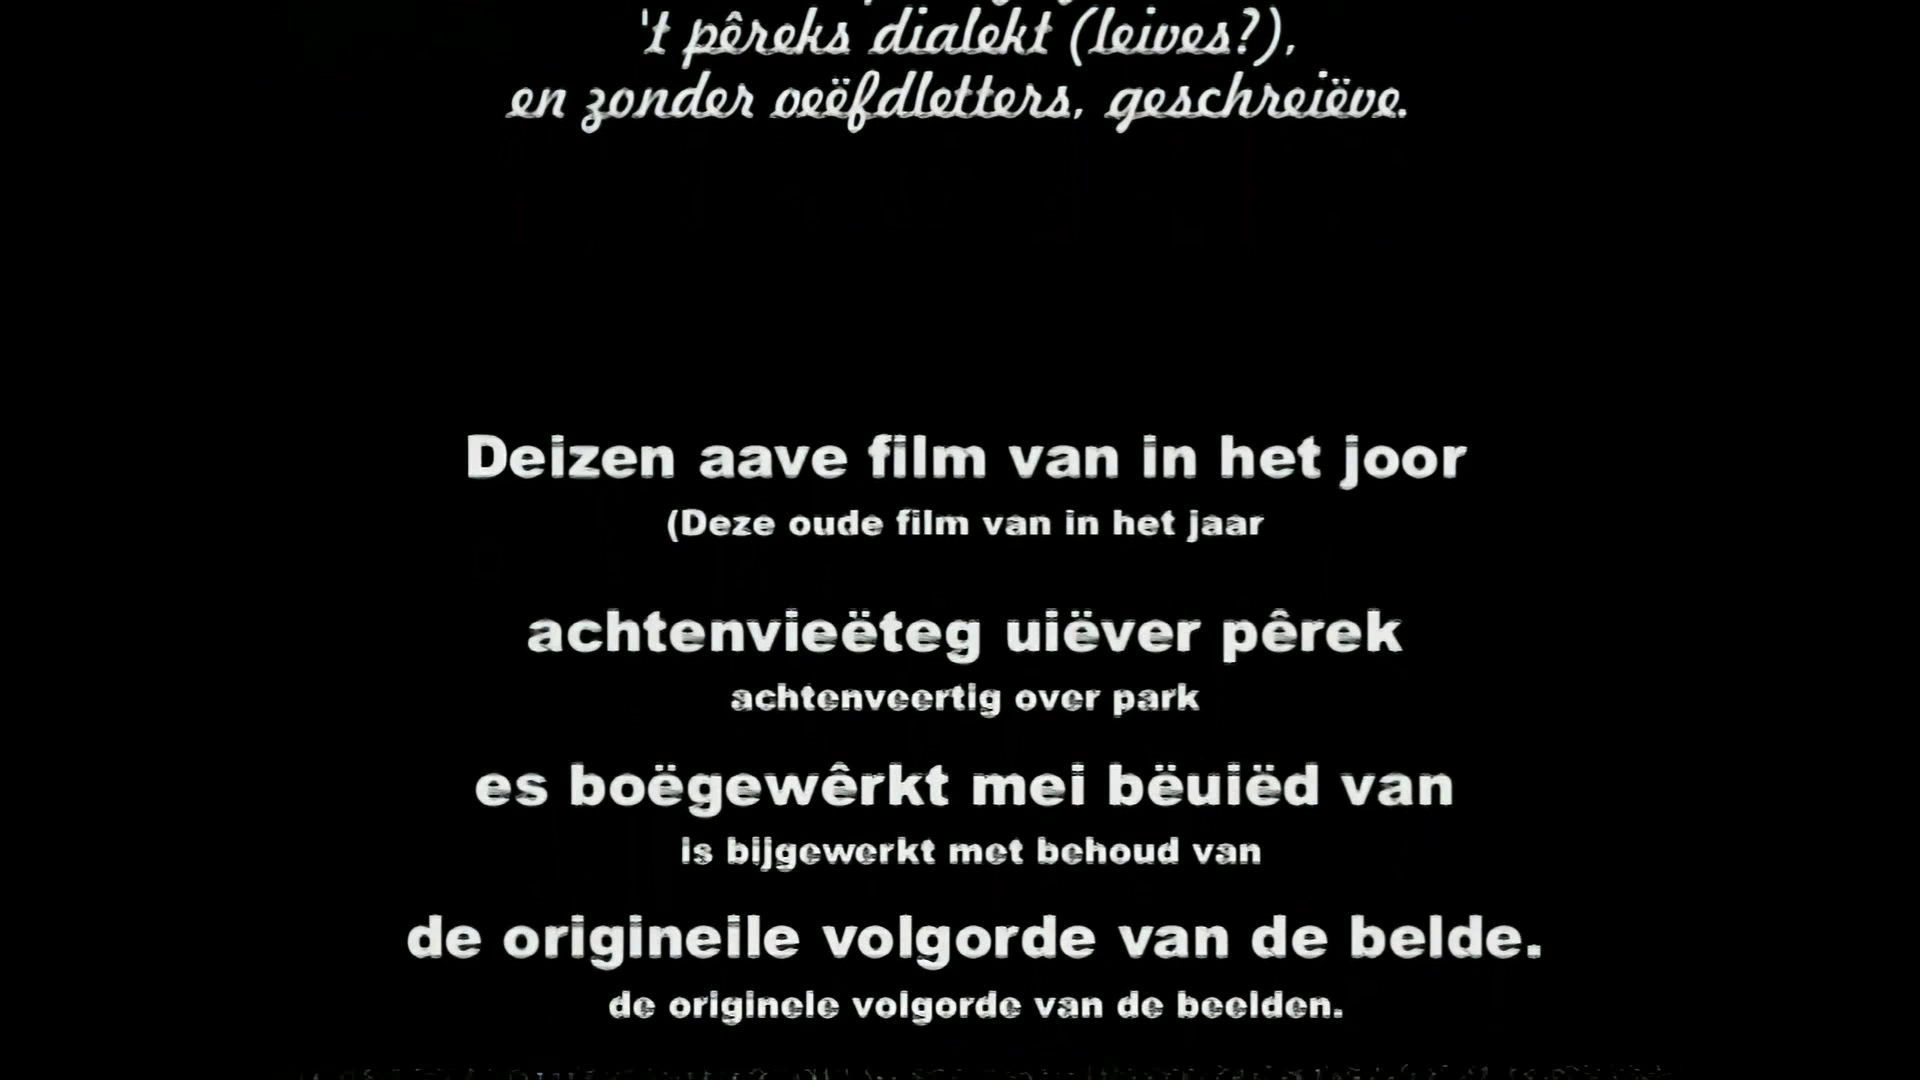 't pêreks dialekt (leives?),
en zonder oeëfdletters, geschreiëve.
Deizen aave film van in het joor
(Deze oude film van in het jaar
achtenvieëteg uiëver pêrek
achtenveertig over park
es boëgewêrkt mei bëuiëd van
is bijgewerkt met behoud van
de origineile volgorde van de belde.
de originele volgorde van de beelden.